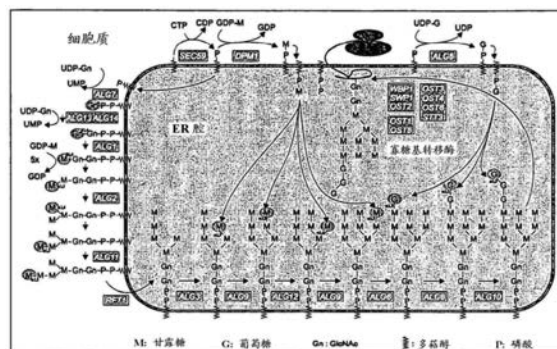 细胞质
CTP
CDP
GDP-M
GDP
UDP-G
UDP
SEC59
DPM1
ALG5
UDP-Gn
UMP
ALG7
UDP-Gn
UMP
ALG13
ALG14
GDP-M
5x
GDP
ALG1
ALG2
ALG11
RFT1
ER腔
WBP1
SWP1
OST2
OST1
OST5
OST3
OST4
OST6
STT3
寡糖基转移酶
ALG3
ALG9
ALG12
ALG9
ALG6
ALG8
ALG10
M: 甘露糖
G: 葡萄糖
Gn: GlcNAc
: 多萜醇
P: 磷酸